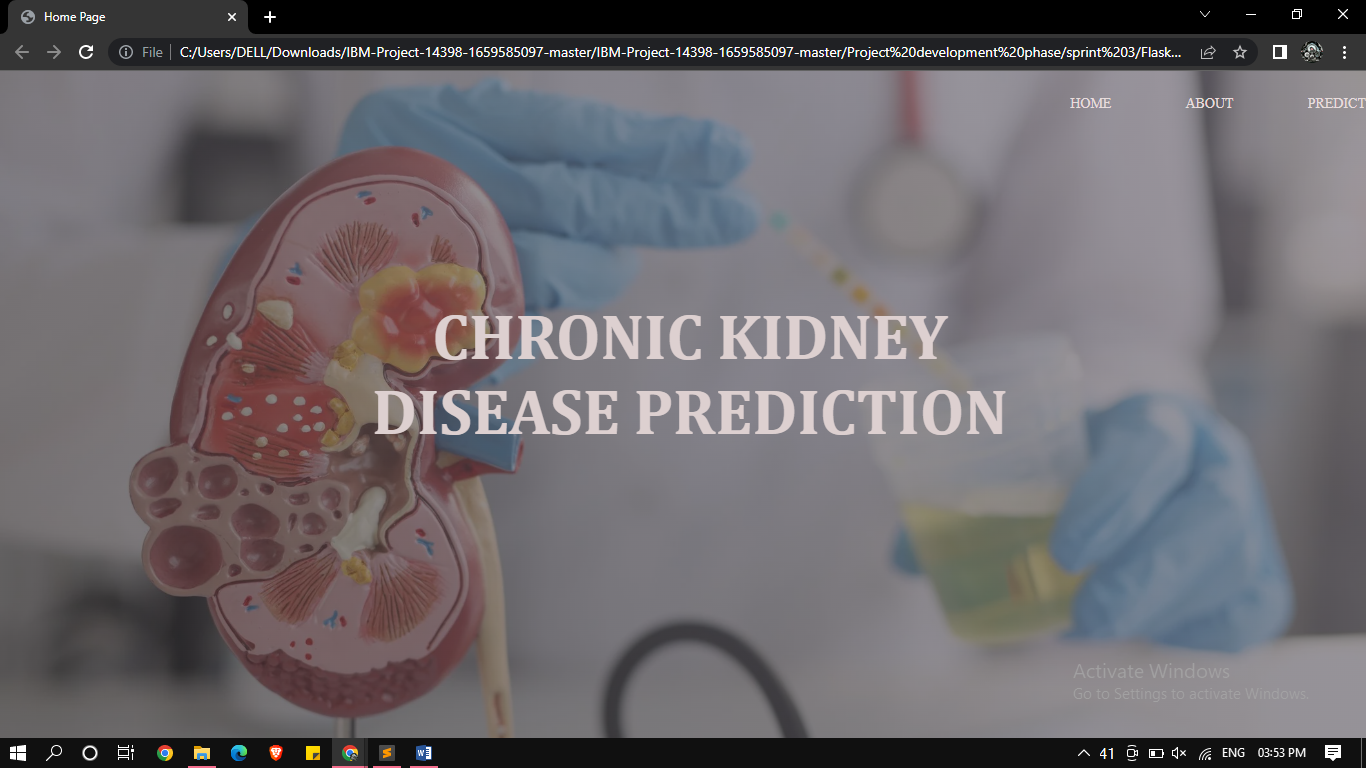 Home Page
File
C:/Users/DELL/Downloads/IBM-Project-14398-1659585097-master/IBM-Project-14398-1659585097-master/Project%20development%20phase/sprint%203/Flask...
HOME ABOUT PREDICT
CHRONIC KIDNEY
DISEASE PREDICTION
Activate Windows
Go to Settings to activate Windows.
41 ENG 03:53 PM